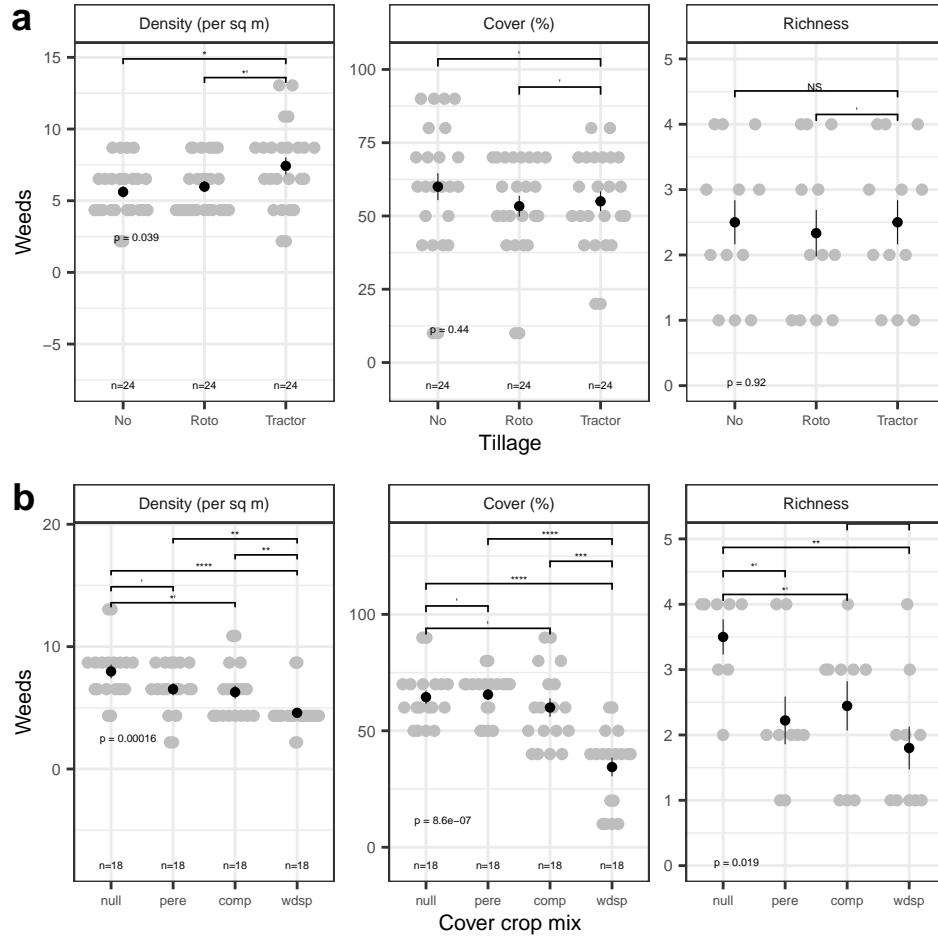 a
Density (per sq m)
Cover (%)
Richness
Weeds
15
10
5
0
−5
100
75
50
25
0
5
4
3
2
1
0
*
*'
'
'
NS
'
p = 0.039
p = 0.44
p = 0.92
n=24
n=24
n=24
n=24
n=24
n=24
No
Roto
Tractor
No
Roto
Tractor
No
Roto
Tractor
Tillage
b
Density (per sq m)
Cover (%)
Richness
Weeds
20
10
0
100
50
0
5
4
3
2
1
0
**
**
****
'
*'
****
***
****
'
'
**
*'
*'
p = 0.00016
p = 8.6e−07
p = 0.019
n=18
n=18
n=18
n=18
n=18
n=18
n=18
n=18
null
pere
comp
wdsp
null
pere
comp
wdsp
null
pere
comp
wdsp
Cover crop mix